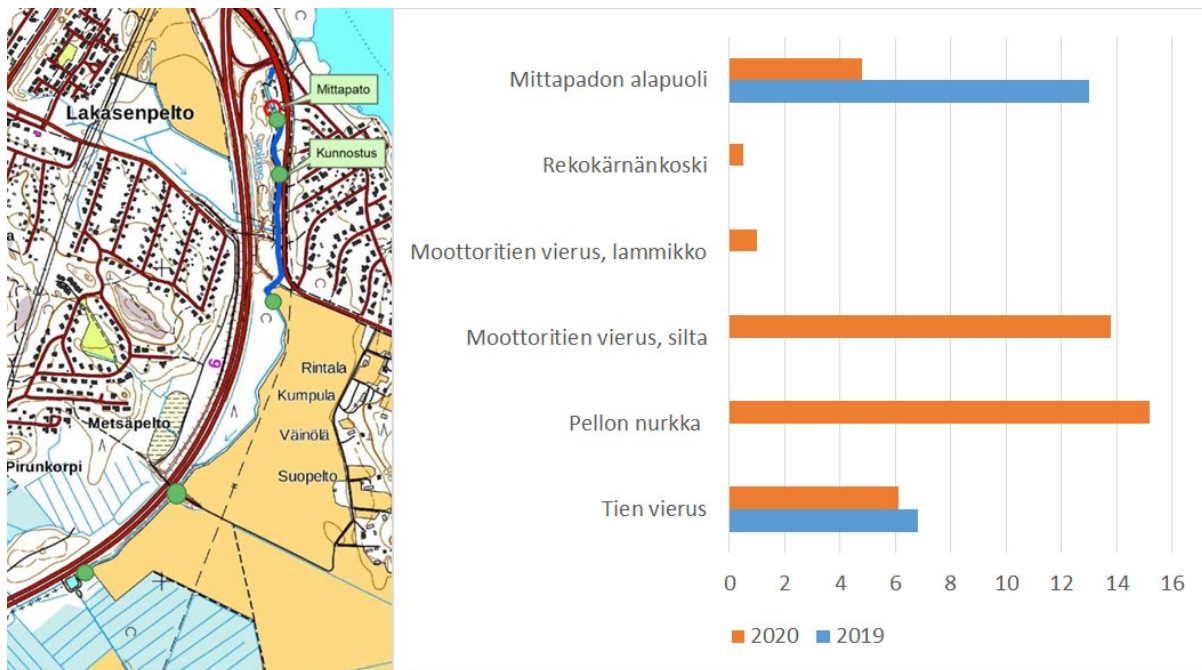 Mittapato
Lakasenpelto
Kunnostus
Rintala
Kumpula
Metsäpelto
Väinölä
Pirunkorpi
Suopelto
Mittapadon alapuoli
Rekokärnänkoski
Moottoritien vierus, lammikko
Moottoritien vierus, silta
Pellon nurkka
Tien vierus
0 2 4 6 8 10 12 14 16
2020 2019